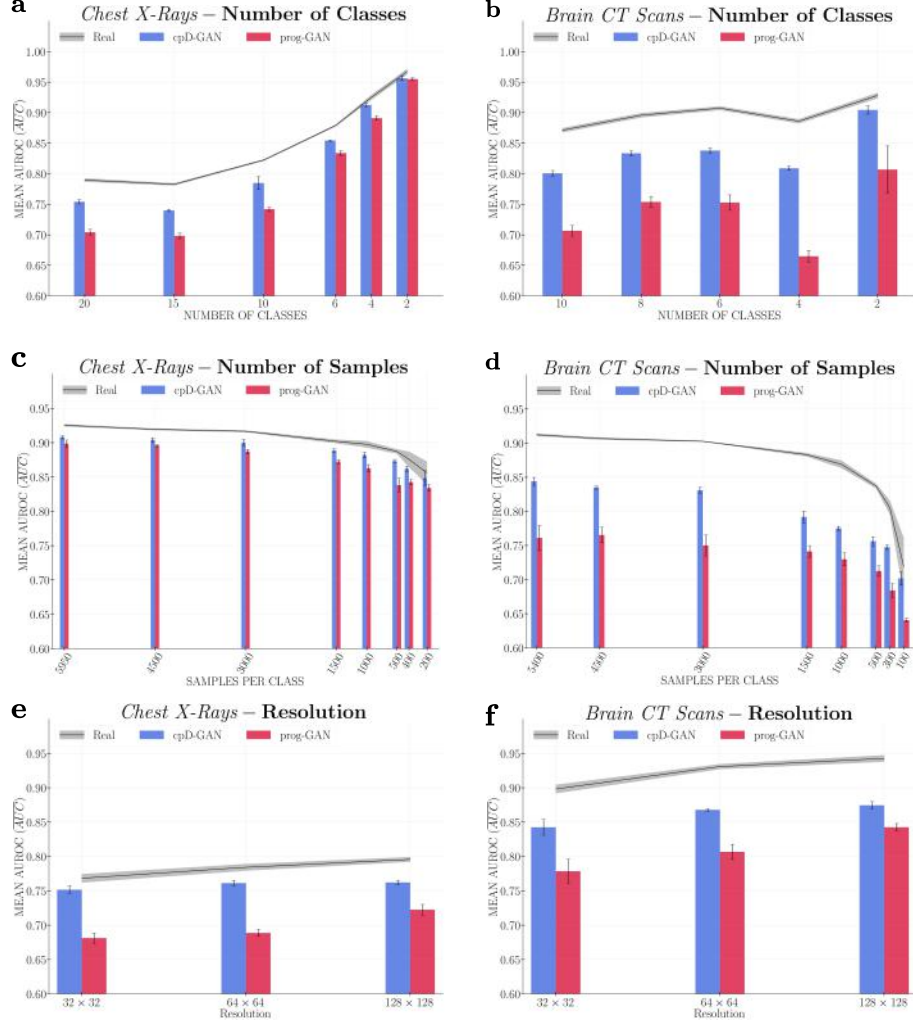 a
Chest X-Rays – Number of Classes
Real cpD-GAN prog-GAN
MEAN AUROC (AUC)
1.00
0.95
0.90
0.85
0.80
0.75
0.70
0.65
0.60
20 15 10 6 4 2
NUMBER OF CLASSES
b
Brain CT Scans – Number of Classes
Real cpD-GAN prog-GAN
MEAN AUROC (AUC)
1.00
0.95
0.90
0.85
0.80
0.75
0.70
0.65
0.60
10 8 6 4 2
NUMBER OF CLASSES
c
Chest X-Rays – Number of Samples
Real cpD-GAN prog-GAN
MEAN AUROC (AUC)
0.95
0.90
0.85
0.80
0.75
0.70
0.65
0.60
5950 4500 3000 1500 1000 500 400 200
SAMPLES PER CLASS
d
Brain CT Scans – Number of Samples
Real cpD-GAN prog-GAN
MEAN AUROC (AUC)
0.95
0.90
0.85
0.80
0.75
0.70
0.65
0.60
5400 4500 3000 1500 1000 500 300 100
SAMPLES PER CLASS
e
Chest X-Rays – Resolution
Real cpD-GAN prog-GAN
MEAN AUROC (AUC)
0.95
0.90
0.85
0.80
0.75
0.70
0.65
0.60
32 × 32 64 × 64 128 × 128
Resolution
f
Brain CT Scans – Resolution
Real cpD-GAN prog-GAN
MEAN AUROC (AUC)
0.95
0.90
0.85
0.80
0.75
0.70
0.65
0.60
32 × 32 64 × 64 128 × 128
Resolution